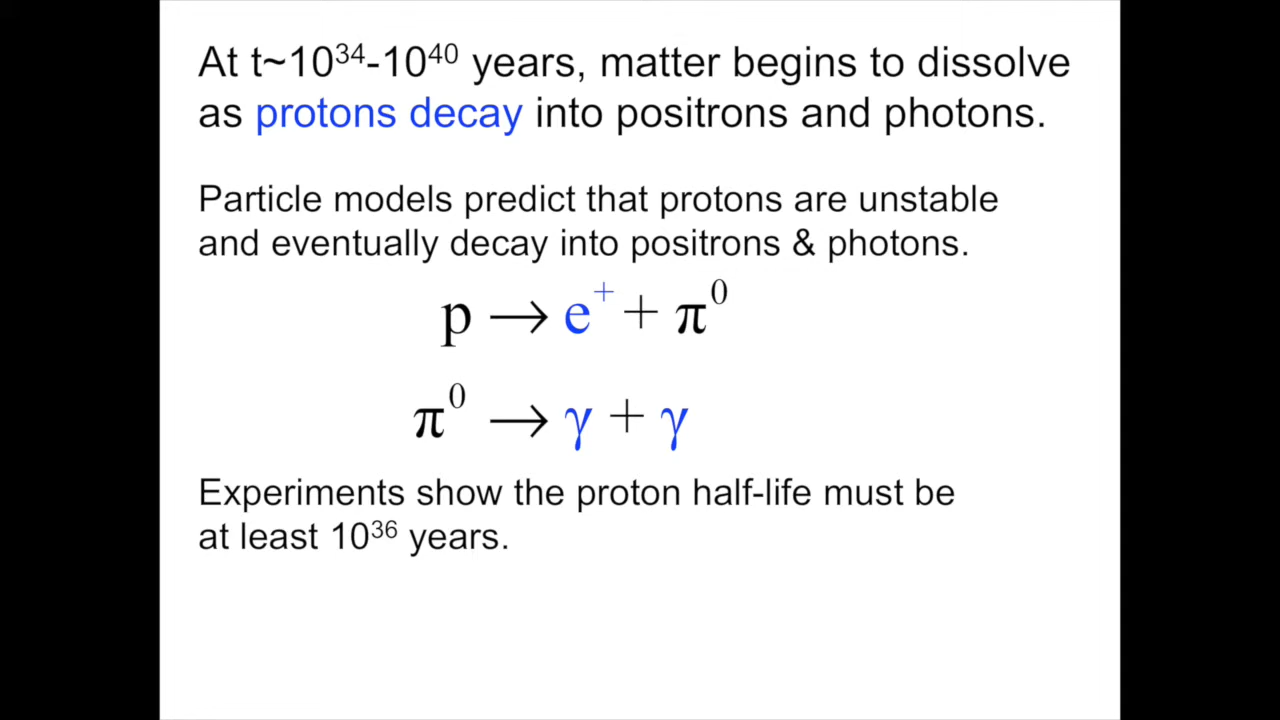 At t~10³⁴-10⁴⁰ years, matter begins to dissolve
as protons decay into positrons and photons.
Particle models predict that protons are unstable
and eventually decay into positrons & photons.
p → e⁺ + π⁰
π⁰ → γ + γ
Experiments show the proton half-life must be
at least 10³⁶ years.